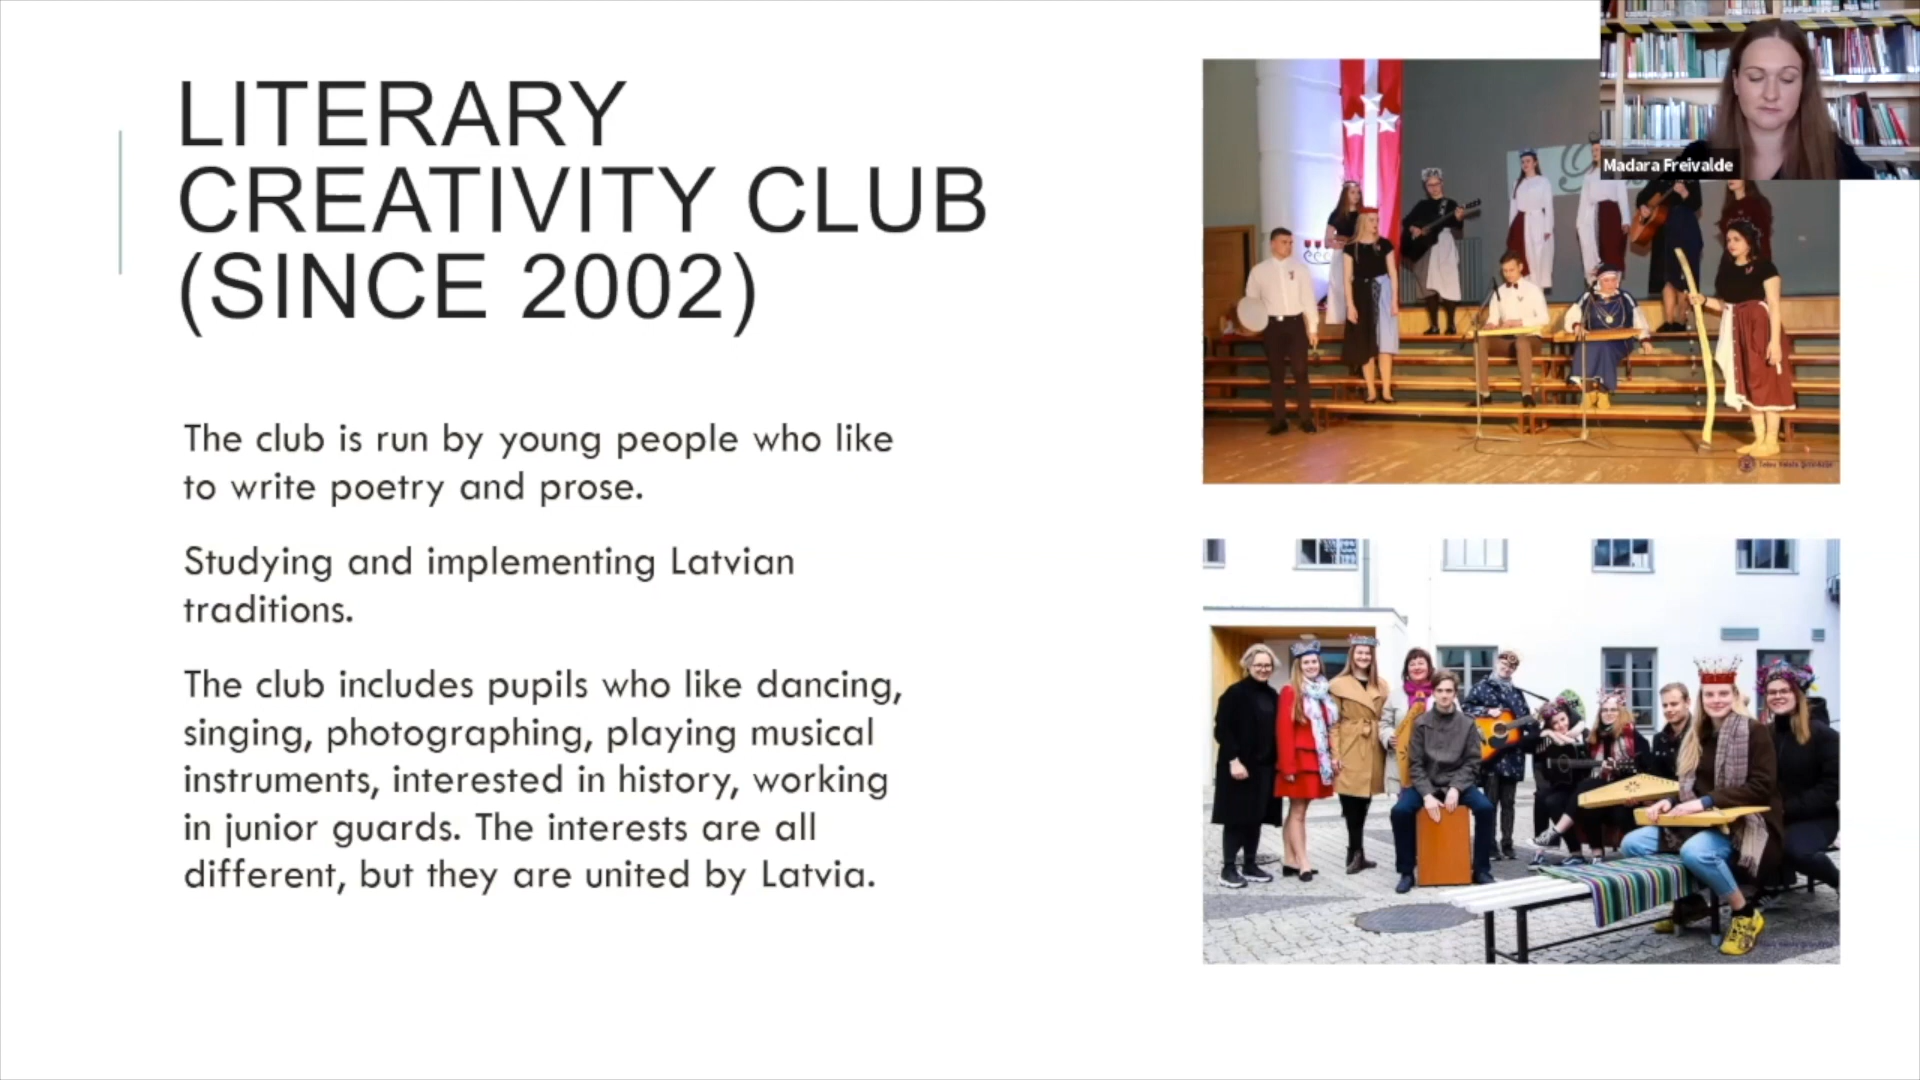 LITERARY
CREATIVITY CLUB
(SINCE 2002)
The club is run by young people who like
to write poetry and prose.
Studying and implementing Latvian
traditions.
The club includes pupils who like dancing,
singing, photographing, playing musical
instruments, interested in history, working
in junior guards. The interests are all
different, but they are united by Latvia.
Madara Freivalde